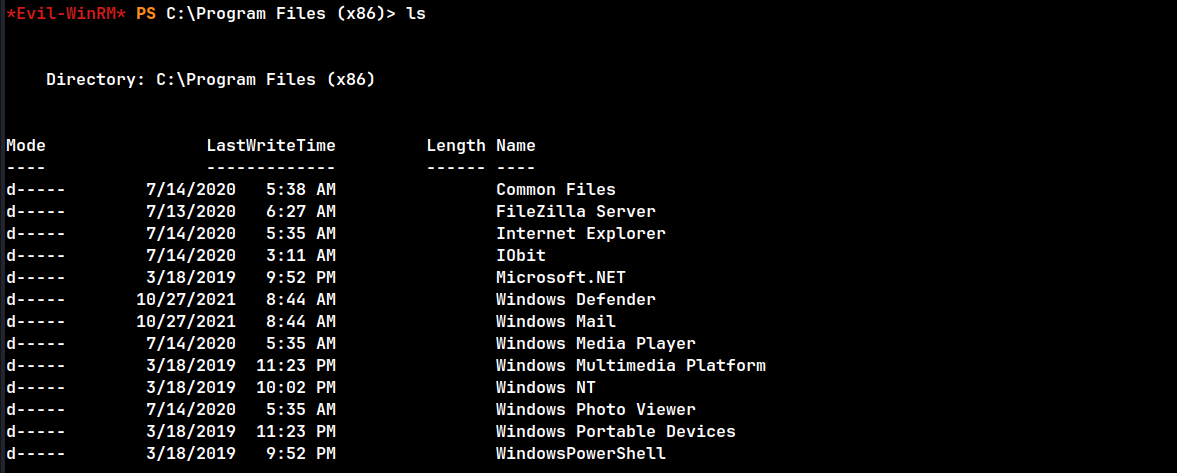 *Evil-WinRM* PS C:\Program Files (x86)> ls
Directory: C:\Program Files (x86)
Mode                LastWriteTime         Length Name
----                -------------         ------ ----
d-----        7/14/2020   5:38 AM                Common Files
d-----        7/13/2020   6:27 AM                FileZilla Server
d-----        7/14/2020   5:35 AM                Internet Explorer
d-----        7/14/2020   3:11 AM                IObit
d-----        3/18/2019   9:52 PM                Microsoft.NET
d-----       10/27/2021   8:44 AM                Windows Defender
d-----       10/27/2021   8:44 AM                Windows Mail
d-----        7/14/2020   5:35 AM                Windows Media Player
d-----        3/18/2019  11:23 PM                Windows Multimedia Platform
d-----        3/18/2019  10:02 PM                Windows NT
d-----        7/14/2020   5:35 AM                Windows Photo Viewer
d-----        3/18/2019  11:23 PM                Windows Portable Devices
d-----        3/18/2019   9:52 PM                WindowsPowerShell